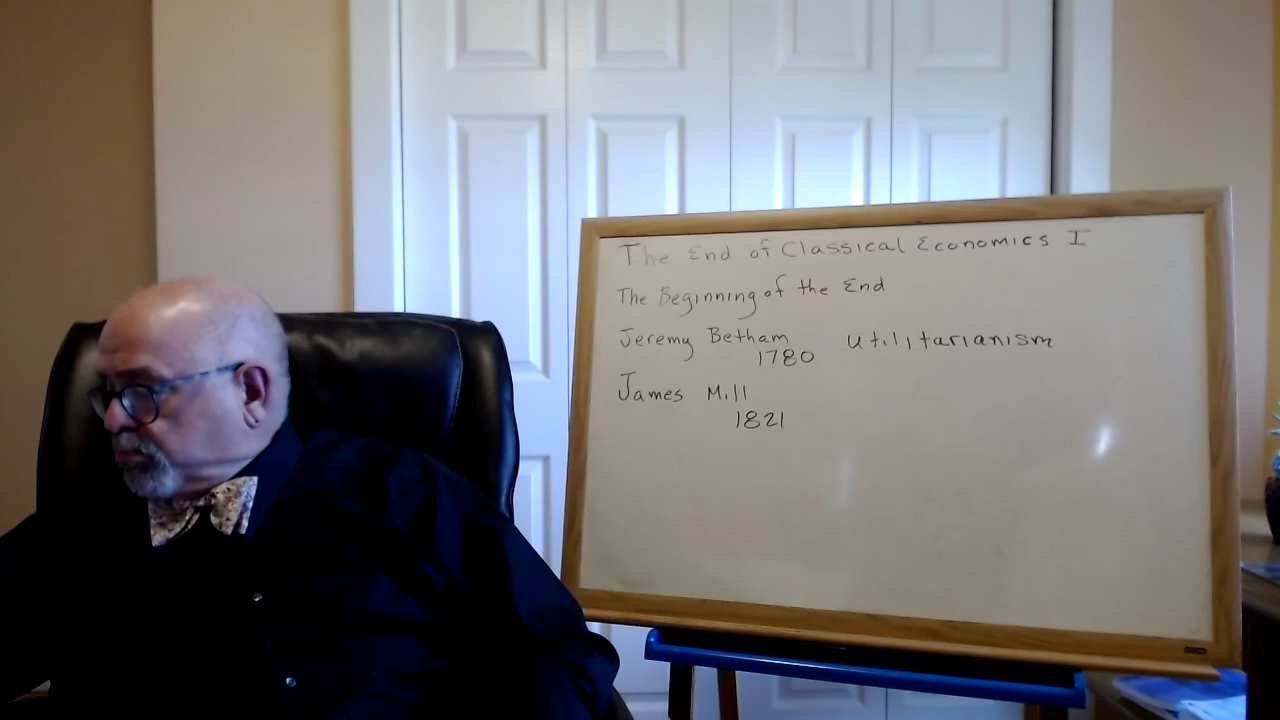 The End of Classical Economics I
The Beginning of the End
Jeremy Betham utilitarianism
1780
James Mill
1821